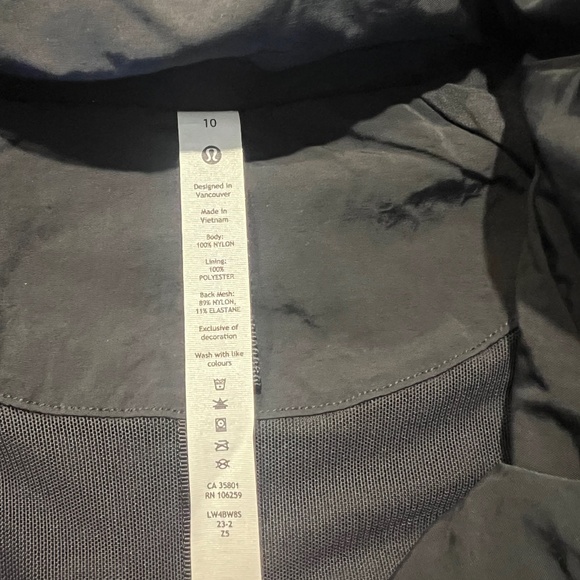 10
Designed in
Vancouver
Made in
Vietnam
Body:
100% NYLON
Lining:
100%
POLYESTER
Back Mesh:
89% NYLON,
11% ELASTANE
Exclusive of
decoration
Wash with like
colours
CA 35801
RN 106259
LW4BW8S
23-2
Z5